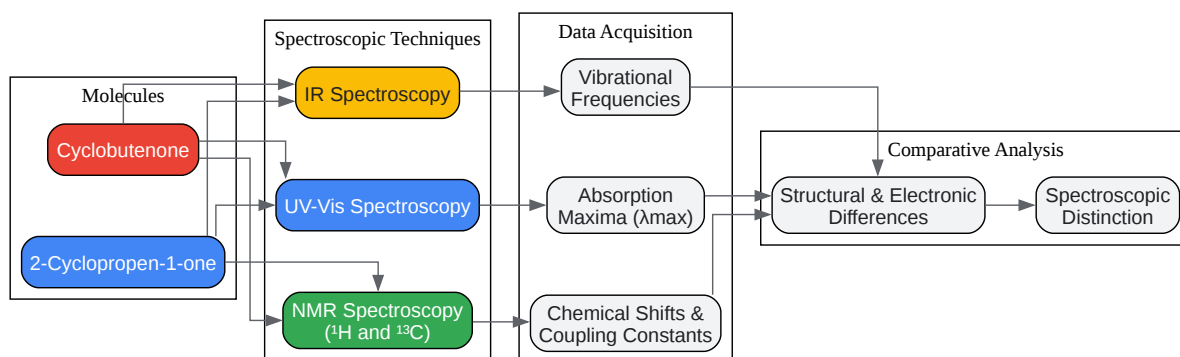 Molecules
Cyclobutenone
2-Cyclopropen-1-one
Spectroscopic Techniques
IR Spectroscopy
UV-Vis Spectroscopy
NMR Spectroscopy
(¹H and ¹³C)
Data Acquisition
Vibrational
Frequencies
Absorption
Maxima (λmax)
Chemical Shifts &
Coupling Constants
Comparative Analysis
Structural & Electronic
Differences
Spectroscopic
Distinction